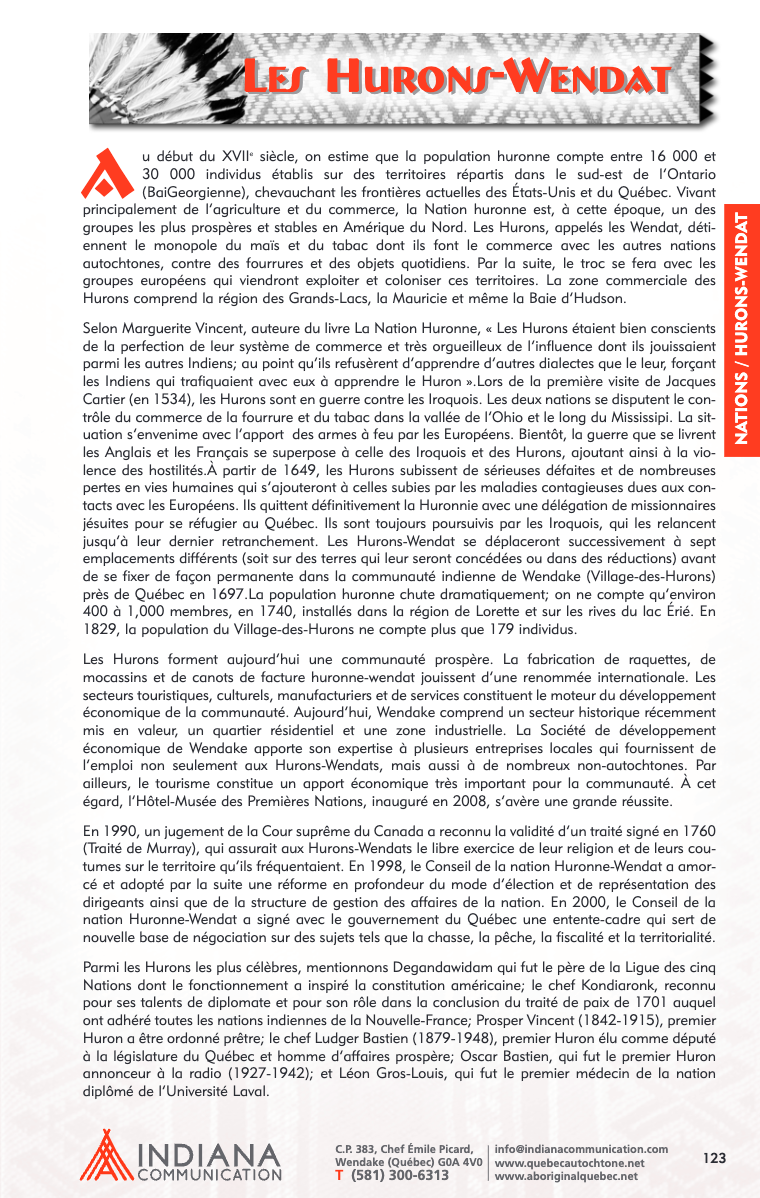 Les Hurons-Wendat
Au début du XVIIe siècle, on estime que la population huronne compte entre 16 000 et
30 000 individus établis sur des territoires répartis dans le sud-est de l'Ontario
(BaiGeorgienne), chevauchant les frontières actuelles des États-Unis et du Québec. Vivant
principalement de l'agriculture et du commerce, la Nation huronne est, à cette époque, un des
groupes les plus prospères et stables en Amérique du Nord. Les Hurons, appelés les Wendat, déti-
ennent le monopole du maïs et du tabac dont ils font le commerce avec les autres nations
autochtones, contre des fourrures et des objets quotidiens. Par la suite, le troc se fera avec les
groupes européens qui viendront exploiter et coloniser ces territoires. La zone commerciale des
Hurons comprend la région des Grands-Lacs, la Mauricie et même la Baie d'Hudson.
Selon Marguerite Vincent, auteure du livre La Nation Huronne, « Les Hurons étaient bien conscients
de la perfection de leur système de commerce et très orgueilleux de l'influence dont ils jouissaient
parmi les autres Indiens; au point qu'ils refusèrent d'apprendre d'autres dialectes que le leur, forçant
les Indiens qui trafiquaient avec eux à apprendre le Huron ».Lors de la première visite de Jacques
Cartier (en 1534), les Hurons sont en guerre contre les Iroquois. Les deux nations se disputent le con-
trôle du commerce de la fourrure et du tabac dans la vallée de l'Ohio et le long du Mississipi. La sit-
uation s'envenime avec l'apport des armes à feu par les Européens. Bientôt, la guerre que se livrent
les Anglais et les Français se superpose à celle des Iroquois et des Hurons, ajoutant ainsi à la vio-
lence des hostilités.À partir de 1649, les Hurons subissent de sérieuses défaites et de nombreuses
pertes en vies humaines qui s'ajouteront à celles subies par les maladies contagieuses dues aux con-
tacts avec les Européens. Ils quittent définitivement la Huronnie avec une délégation de missionnaires
jésuites pour se réfugier au Québec. Ils sont toujours poursuivis par les Iroquois, qui les relancent
jusqu'à leur dernier retranchement. Les Hurons-Wendat se déplaceront successivement à sept
emplacements différents (soit sur des terres qui leur seront concédées ou dans des réductions) avant
de se fixer de façon permanente dans la communauté indienne de Wendake (Village-des-Hurons)
près de Québec en 1697.La population huronne chute dramatiquement; on ne compte qu'environ
400 à 1,000 membres, en 1740, installés dans la région de Lorette et sur les rives du lac Érié. En
1829, la population du Village-des-Hurons ne compte plus que 179 individus.
Les Hurons forment aujourd'hui une communauté prospère. La fabrication de raquettes, de
mocassins et de canots de facture huronne-wendat jouissent d'une renommée internationale. Les
secteurs touristiques, culturels, manufacturiers et de services constituent le moteur du développement
économique de la communauté. Aujourd'hui, Wendake comprend un secteur historique récemment
mis en valeur, un quartier résidentiel et une zone industrielle. La Société de développement
économique de Wendake apporte son expertise à plusieurs entreprises locales qui fournissent de
l'emploi non seulement aux Hurons-Wendats, mais aussi à de nombreux non-autochtones. Par
ailleurs, le tourisme constitue un apport économique très important pour la communauté. À cet
égard, l'Hôtel-Musée des Premières Nations, inauguré en 2008, s'avère une grande réussite.
En 1990, un jugement de la Cour suprême du Canada a reconnu la validité d'un traité signé en 1760
(Traité de Murray), qui assurait aux Hurons-Wendats le libre exercice de leur religion et de leurs cou-
tumes sur le territoire qu'ils fréquentaient. En 1998, le Conseil de la nation Huronne-Wendat a amor-
cé et adopté par la suite une réforme en profondeur du mode d'élection et de représentation des
dirigeants ainsi que de la structure de gestion des affaires de la nation. En 2000, le Conseil de la
nation Huronne-Wendat a signé avec le gouvernement du Québec une entente-cadre qui sert de
nouvelle base de négociation sur des sujets tels que la chasse, la pêche, la fiscalité et la territorialité.
Parmi les Hurons les plus célèbres, mentionnons Degandawidam qui fut le père de la Ligue des cinq
Nations dont le fonctionnement a inspiré la constitution américaine; le chef Kondiaronk, reconnu
pour ses talents de diplomate et pour son rôle dans la conclusion du traité de paix de 1701 auquel
ont adhéré toutes les nations indiennes de la Nouvelle-France; Prosper Vincent (1842-1915), premier
Huron a être ordonné prêtre; le chef Ludger Bastien (1879-1948), premier Huron élu comme député
à la législature du Québec et homme d'affaires prospère; Oscar Bastien, qui fut le premier Huron
annonceur à la radio (1927-1942); et Léon Gros-Louis, qui fut le premier médecin de la nation
diplômé de l'Université Laval.
NATIONS / HURONS-WENDAT
INDIANA
COMMUNICATION
C.P. 383, Chef Émile Picard,
Wendake (Québec) G0A 4V0
T (581) 300-6313
info@indianacommunication.com
www.quebecautochtone.net
www.aboriginalquebec.net
123